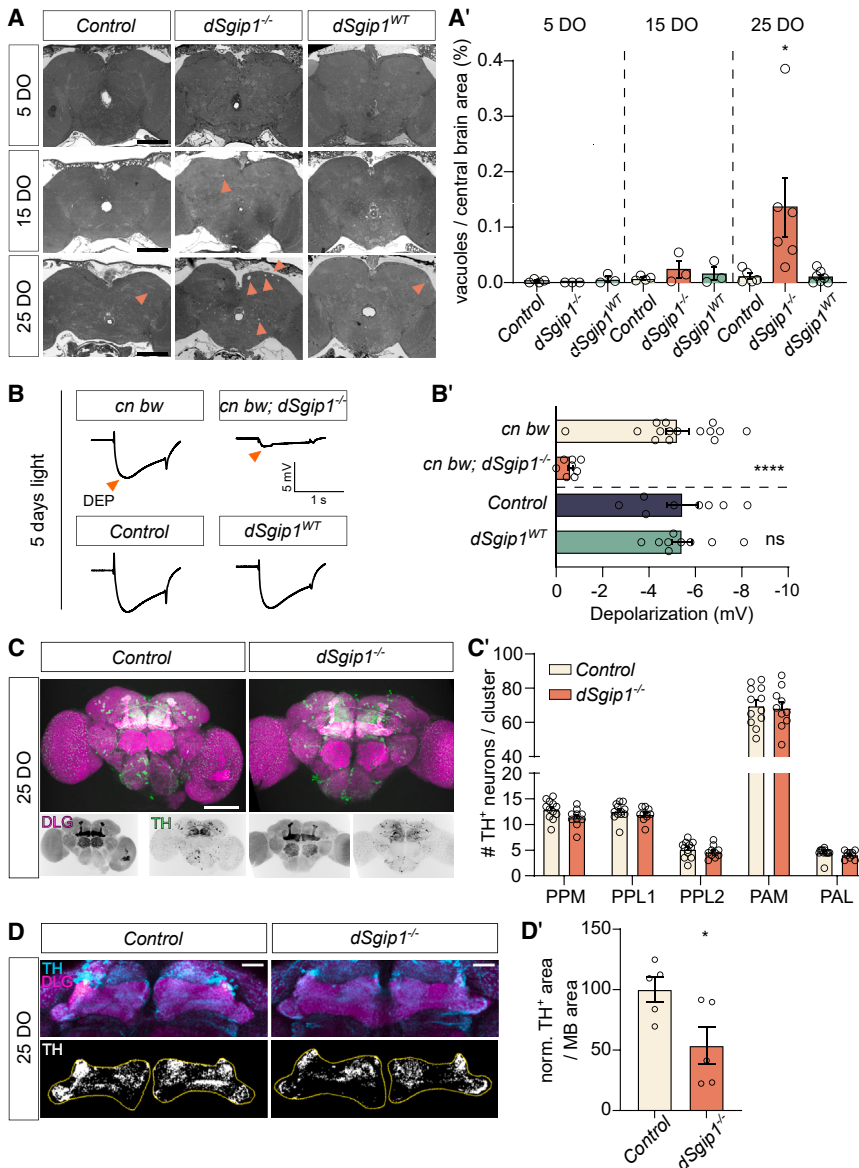 A
Control
dSgip1-/-
dSgip1WT
5 DO
15 DO
25 DO
A'
5 DO
15 DO
25 DO
*
vacuoles / central brain area (%)
0.4
0.3
0.2
0.1
0.0
Control
dSgip1-/-
dSgip1WT
Control
dSgip1-/-
dSgip1WT
Control
dSgip1-/-
dSgip1WT
B
5 days light
cn bw
cn bw; dSgip1-/-
DEP
5 mV
1 s
Control
dSgip1WT
B'
cn bw
cn bw; dSgip1-/-
****
Control
dSgip1WT
ns
0 -2 -4 -6 -8 -10
Depolarization (mV)
C
Control
dSgip1-/-
25 DO
DLG
TH
C'
# TH+ neurons / cluster
100
80
60
40
20
15
10
5
0
Control
dSgip1-/-
PPM PPL1 PPL2 PAM PAL
D
Control
dSgip1-/-
25 DO
TH
DLG
TH
D'
norm. TH+ area
/ MB area
150
100
50
0
*
Control
dSgip1-/-